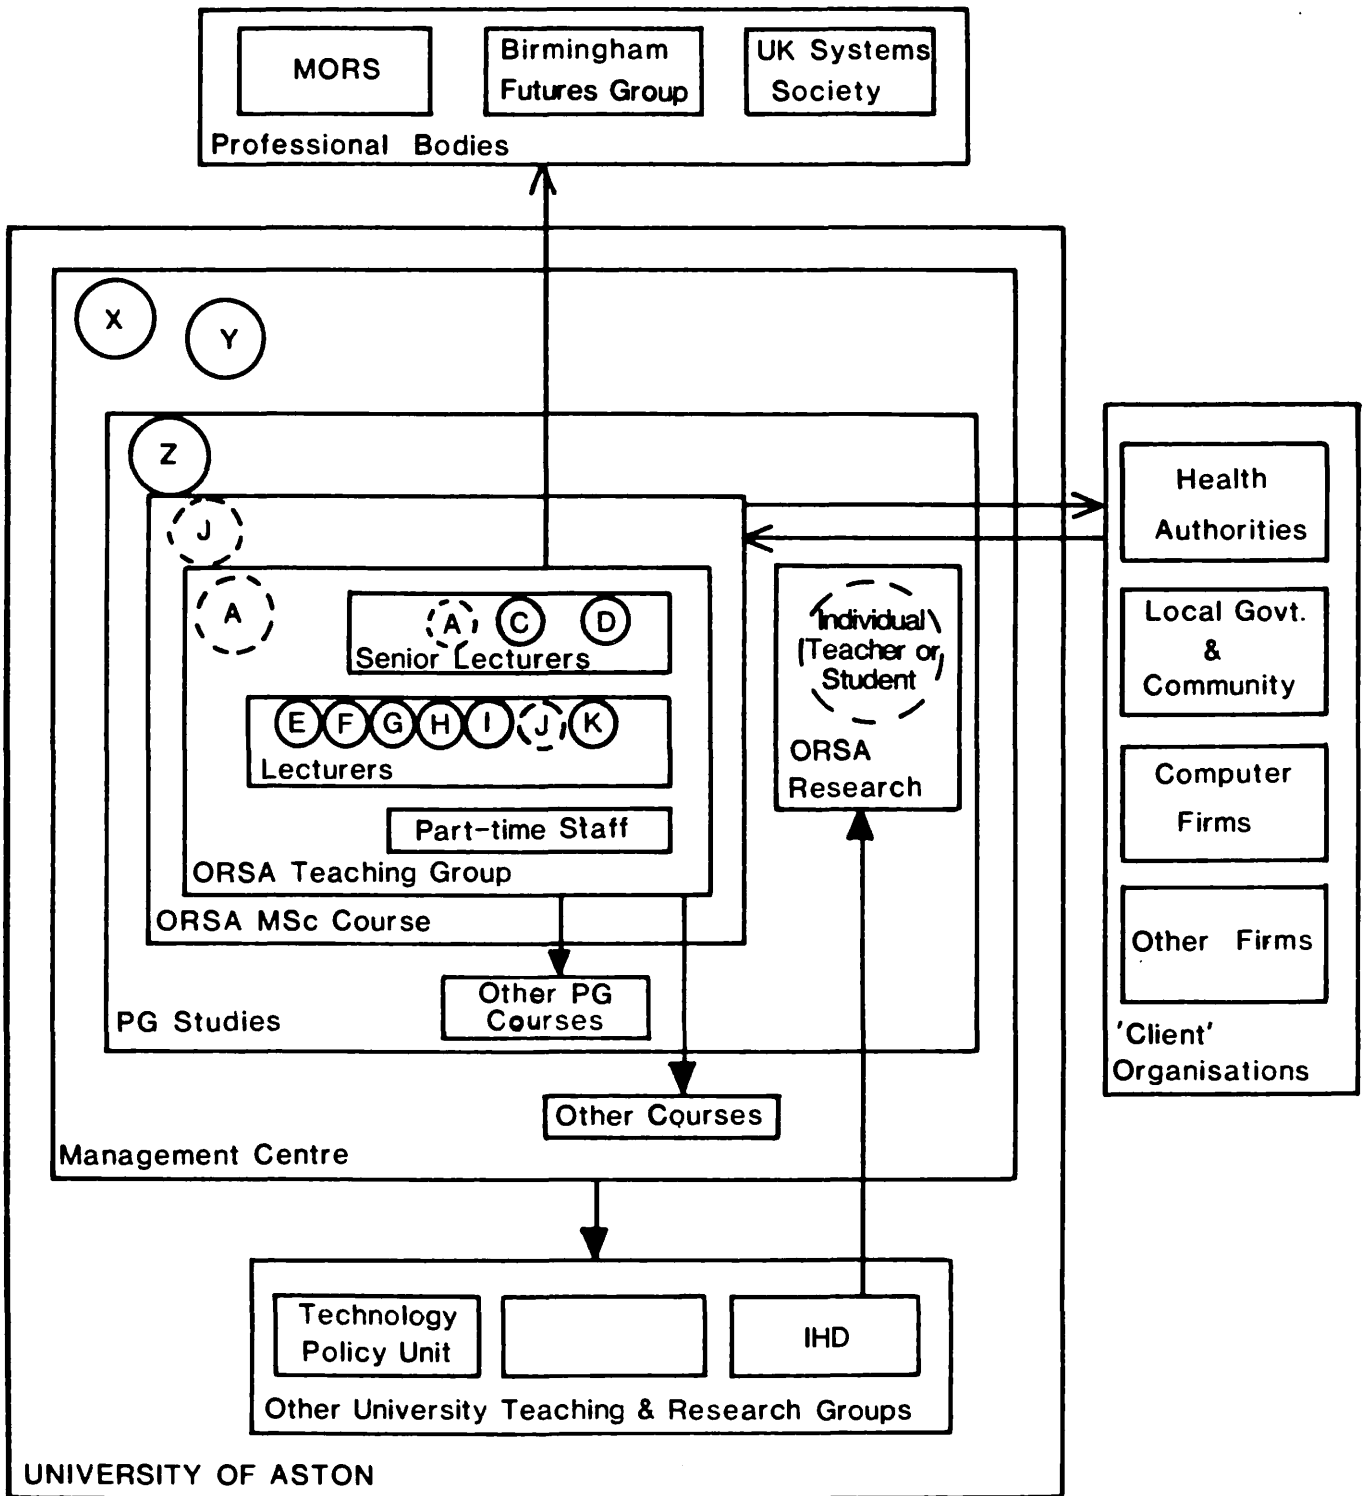 MORS
Birmingham
Futures Group
UK Systems
Society
Professional Bodies
X
Y
Z
J
A
A
C
D
Senior Lecturers
E
F
G
H
I
J
K
Lecturers
Part-time Staff
ORSA Teaching Group
ORSA MSc Course
Individual
Teacher or
Student
ORSA
Research
Other PG
Courses
PG Studies
Other Courses
Management Centre
Health
Authorities
Local Govt.
&
Community
Computer
Firms
Other Firms
'Client'
Organisations
Technology
Policy Unit
IHD
Other University Teaching & Research Groups
UNIVERSITY OF ASTON